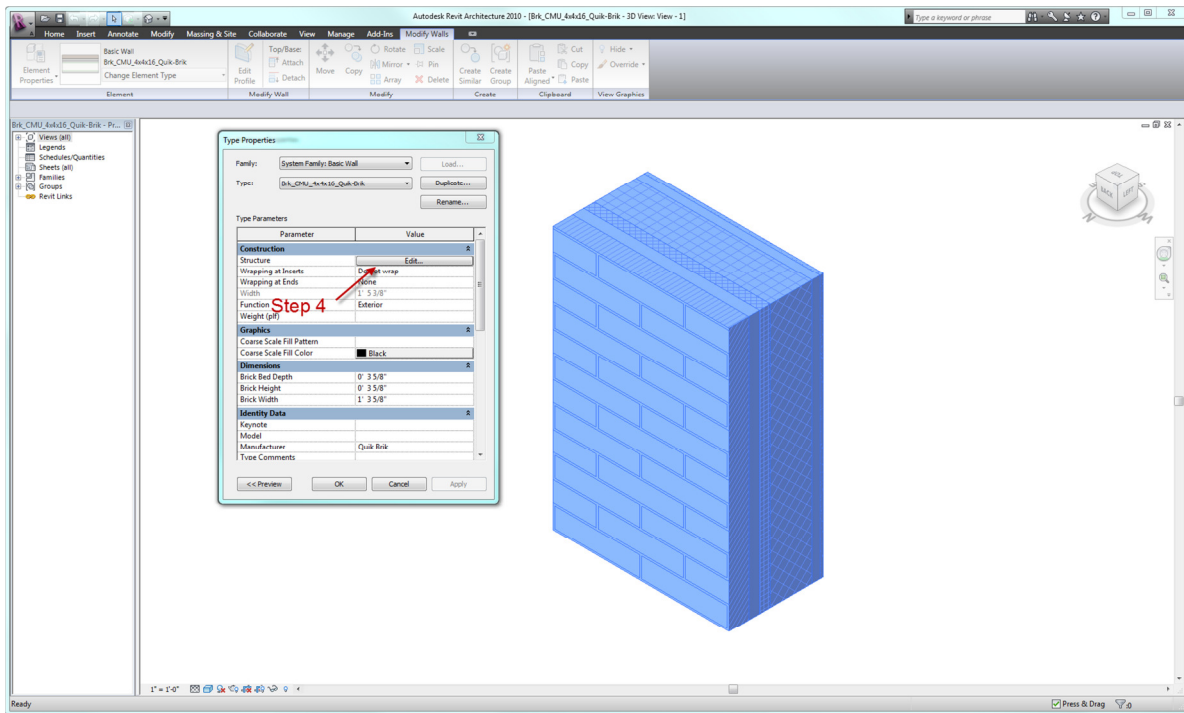 Autodesk Revit Architecture 2010 - [Brk_CMU_4x4x16_Quik-Brik - 3D View: View - 1]
Type a keyword or phrase
Home Insert Annotate Modify Massing & Site Collaborate View Manage Add-Ins Modify Walls
Element Properties
Basic Wall
Brk_CMU_4x4x16_Quik-Brik
Change Element Type
Edit Profile
Top/Base:
Attach
Detach
Move
Copy
Rotate
Scale
Mirror
Pin
Array
Delete
Create Similar
Create Group
Paste Aligned
Cut
Copy
Paste
Hide
Override
Element
Modify Wall
Modify
Create
Clipboard
View Graphics
Brk_CMU_4x4x16_Quik-Brik - Pr...
Views (all)
Legends
Schedules/Quantities
Sheets (all)
Families
Groups
Revit Links
Type Properties
Family: System Family: Basic Wall Load...
Type: Brk_CMU_4x4x16_Quik-Brik Duplicate...
Rename...
Type Parameters
Parameter Value
Construction
Structure Edit...
Wrapping at Inserts Do not wrap
Wrapping at Ends None
Width 1' 5 3/8"
Function Exterior
Step 4
Weight (plf)
Graphics
Coarse Scale Fill Pattern
Coarse Scale Fill Color Black
Dimensions
Brick Bed Depth 0' 3 5/8"
Brick Height 0' 3 5/8"
Brick Width 1' 3 5/8"
Identity Data
Keynote
Model
Manufacturer Quik Brik
Type Comments
<< Preview OK Cancel Apply
BACK LEFT
1" = 1'-0"
Ready
Press & Drag
:0